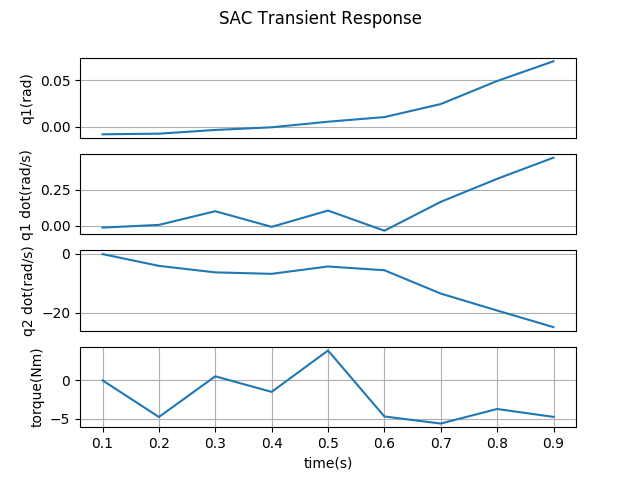 SAC Transient Response
q1(rad)
0.05
0.00
q1 dot(rad/s)
0.25
0.00
q2 dot(rad/s)
0
−20
torque(Nm)
0
−5
0.1 0.2 0.3 0.4 0.5 0.6 0.7 0.8 0.9
time(s)